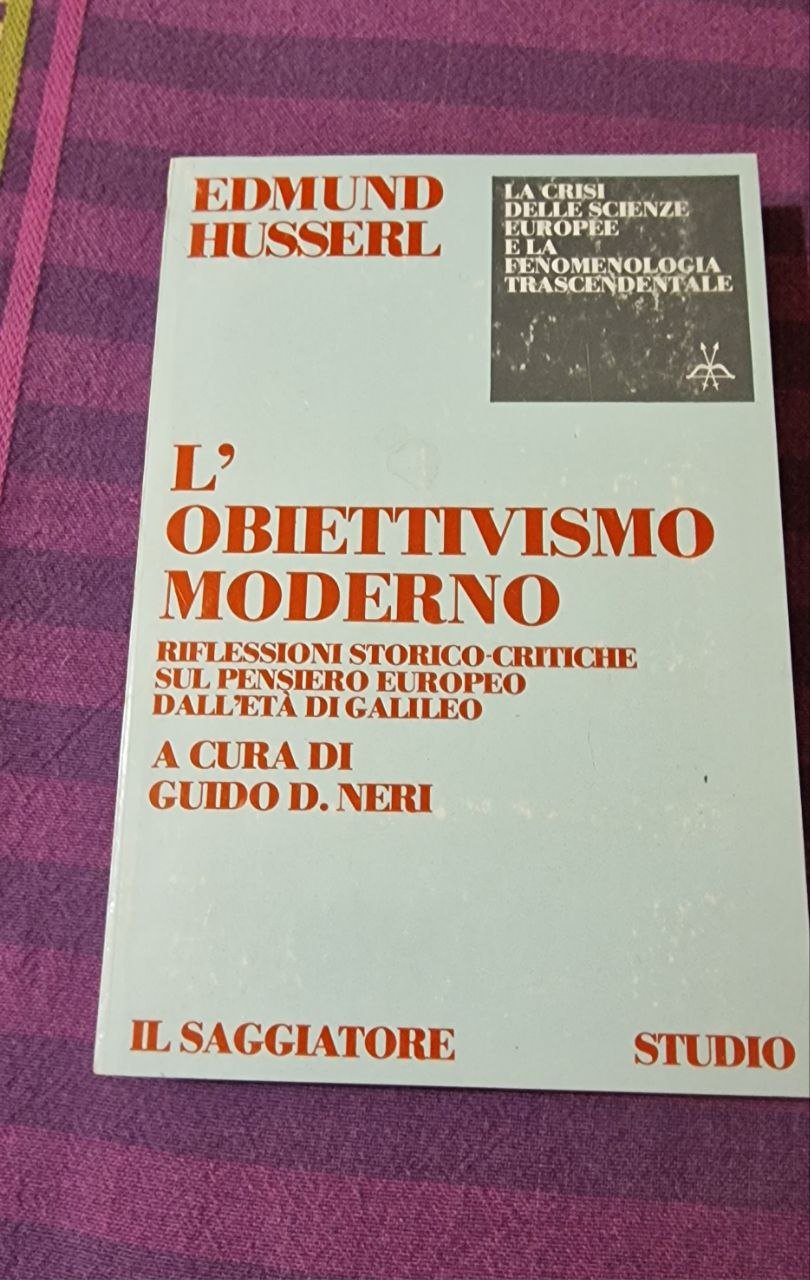 EDMUND
HUSSERL
LA CRISI
DELLE SCIENZE
EUROPEE
E LA
FENOMENOLOGIA
TRASCENDENTALE
L'
OBIETTIVISMO
MODERNO
RIFLESSIONI STORICO-CRITICHE
SUL PENSIERO EUROPEO
DALL'ETÀ DI GALILEO
A CURA DI
GUIDO D. NERI
IL SAGGIATORE
STUDIO